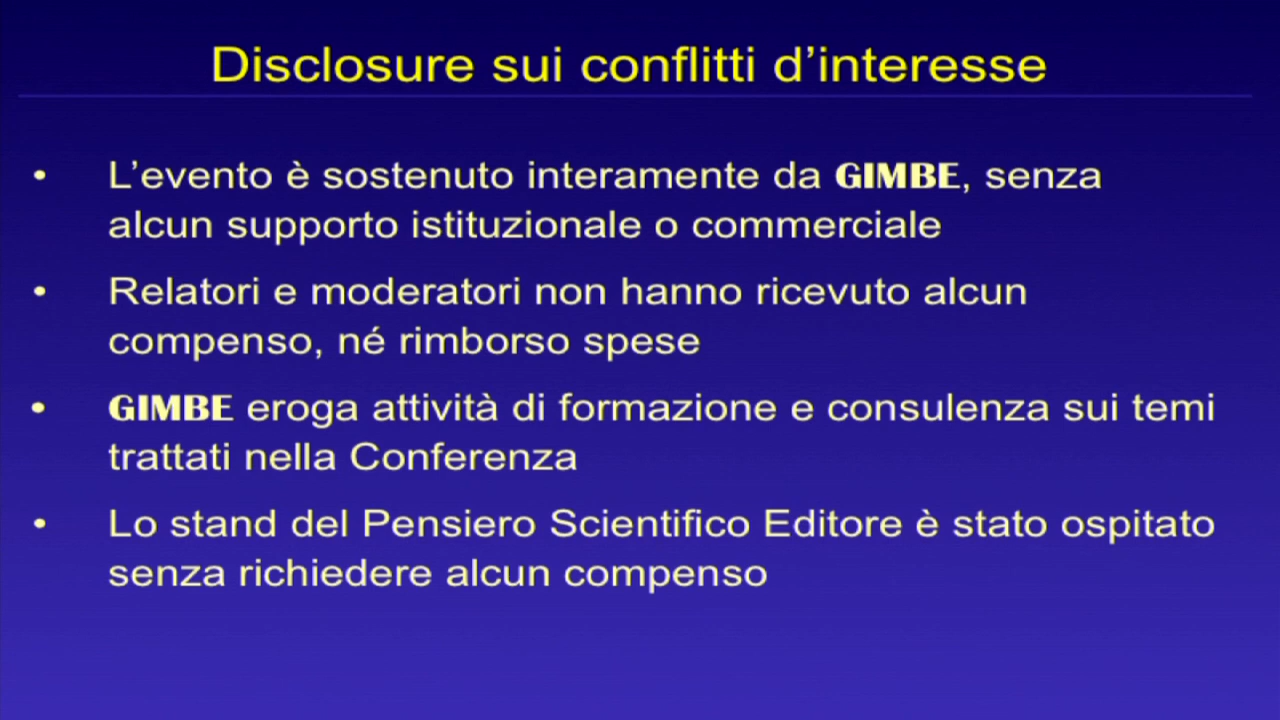 Disclosure sui conflitti d’interesse
• L’evento è sostenuto interamente da GIMBE, senza
alcun supporto istituzionale o commerciale
• Relatori e moderatori non hanno ricevuto alcun
compenso, né rimborso spese
• GIMBE eroga attività di formazione e consulenza sui temi
trattati nella Conferenza
• Lo stand del Pensiero Scientifico Editore è stato ospitato
senza richiedere alcun compenso